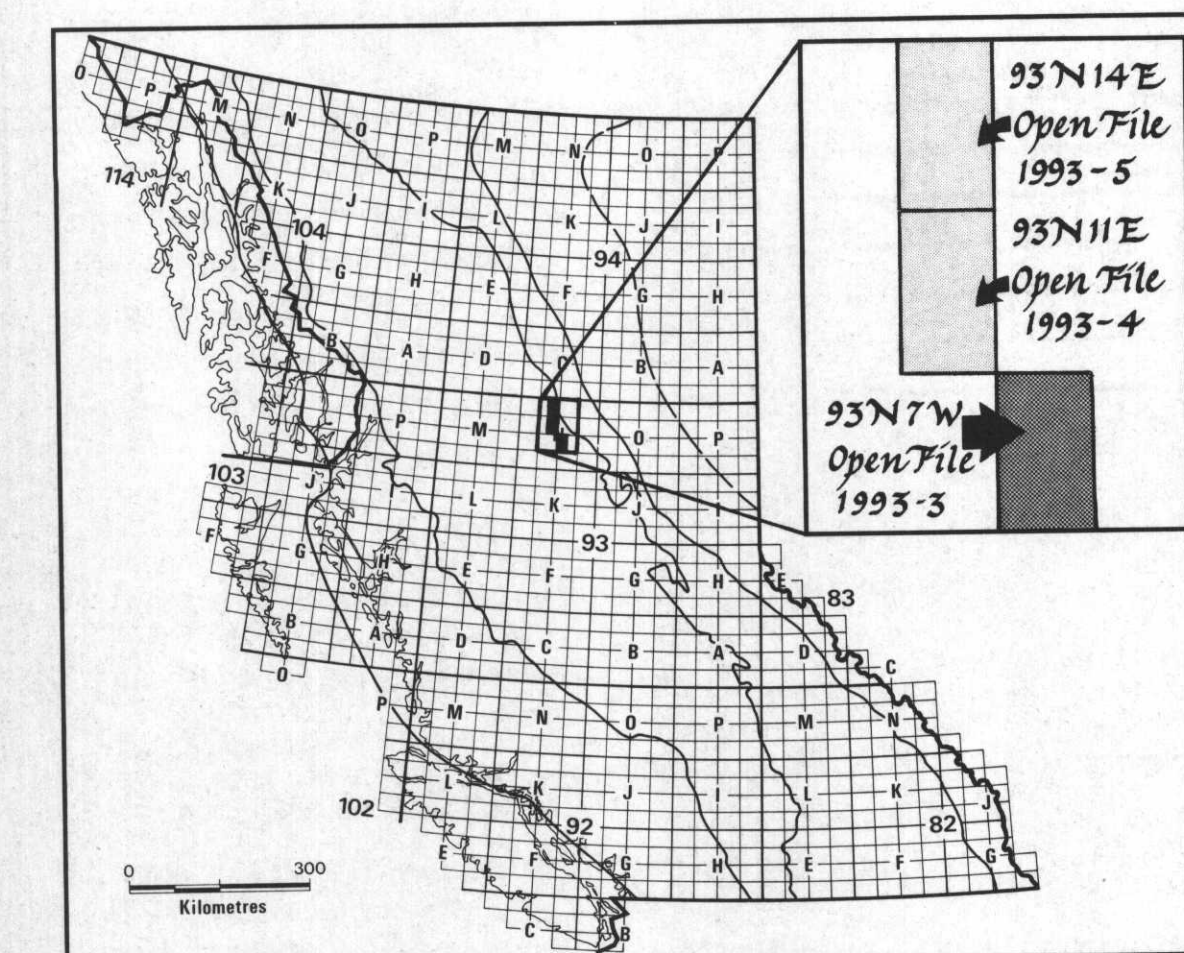 93N14E
Open File
1993-5
93N11E
Open File
1993-4
93N7W
Open File
1993-3
O P M N O P M N O P
114
K J I L K J I
104
F G H E F G H
94
B A D C B A
P M O P
103
J L K J I
93
F G H E F G H E
83
B A D C B A D C
O
P M N O P M N
L K J I L K J
102
92
82
E F G H E F G
C B
0 300
Kilometres